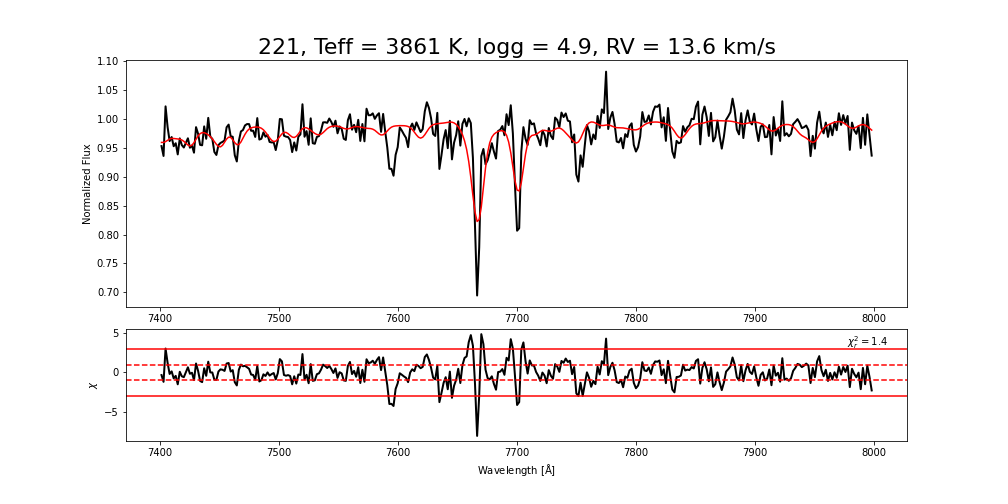 221, Teff = 3861 K, logg = 4.9, RV = 13.6 km/s
1.10
1.05
1.00
0.95
0.90
0.85
0.80
0.75
0.70
Normalized Flux
7400 7500 7600 7700 7800 7900 8000
5
0
−5
χ
χ²ᵣ = 1.4
7400 7500 7600 7700 7800 7900 8000
Wavelength [Å]